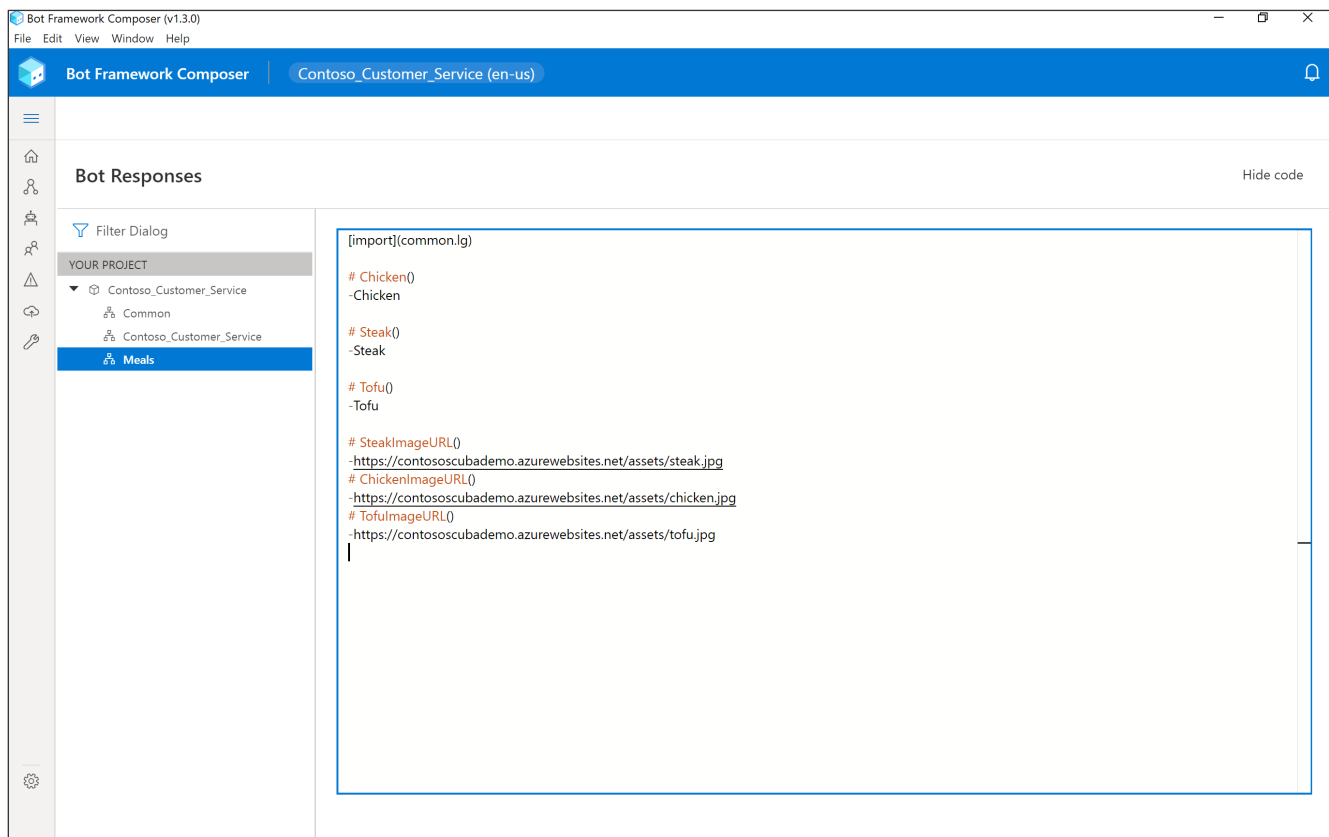 Bot Framework Composer (v1.3.0)
File Edit View Window Help
Bot Framework Composer
Contoso_Customer_Service (en-us)
Bot Responses
Hide code
Filter Dialog
YOUR PROJECT
Contoso_Customer_Service
Common
Contoso_Customer_Service
Meals
[import](common.lg)
# Chicken()
-Chicken
# Steak()
-Steak
# Tofu()
-Tofu
# SteakImageURL()
-https://contososcubademo.azurewebsites.net/assets/steak.jpg
# ChickenImageURL()
-https://contososcubademo.azurewebsites.net/assets/chicken.jpg
# TofuImageURL()
-https://contososcubademo.azurewebsites.net/assets/tofu.jpg